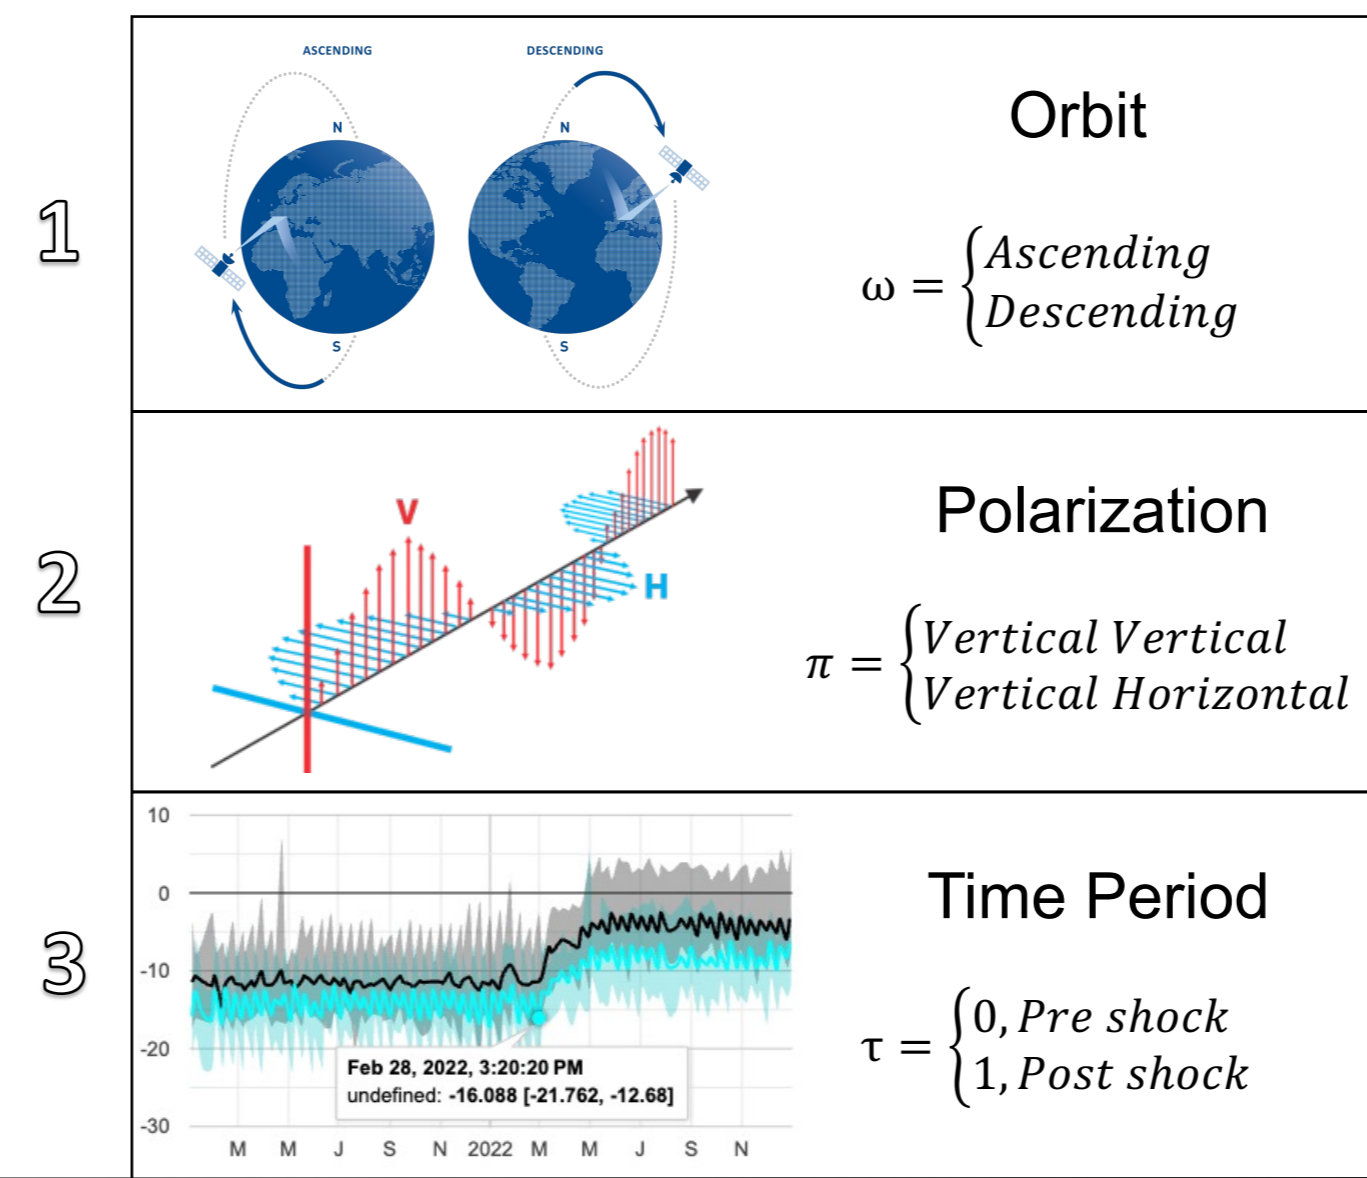 1
ASCENDING
DESCENDING
N
N
S
S
Orbit
ω = {Ascending
Descending
2
V
H
Polarization
π = {Vertical Vertical
Vertical Horizontal
3
10
0
-10
-20
-30
Feb 28, 2022, 3:20:20 PM
undefined: -16.088 [-21.762, -12.68]
M M J S N 2022 M M J S N
Time Period
τ = {0, Pre shock
1, Post shock